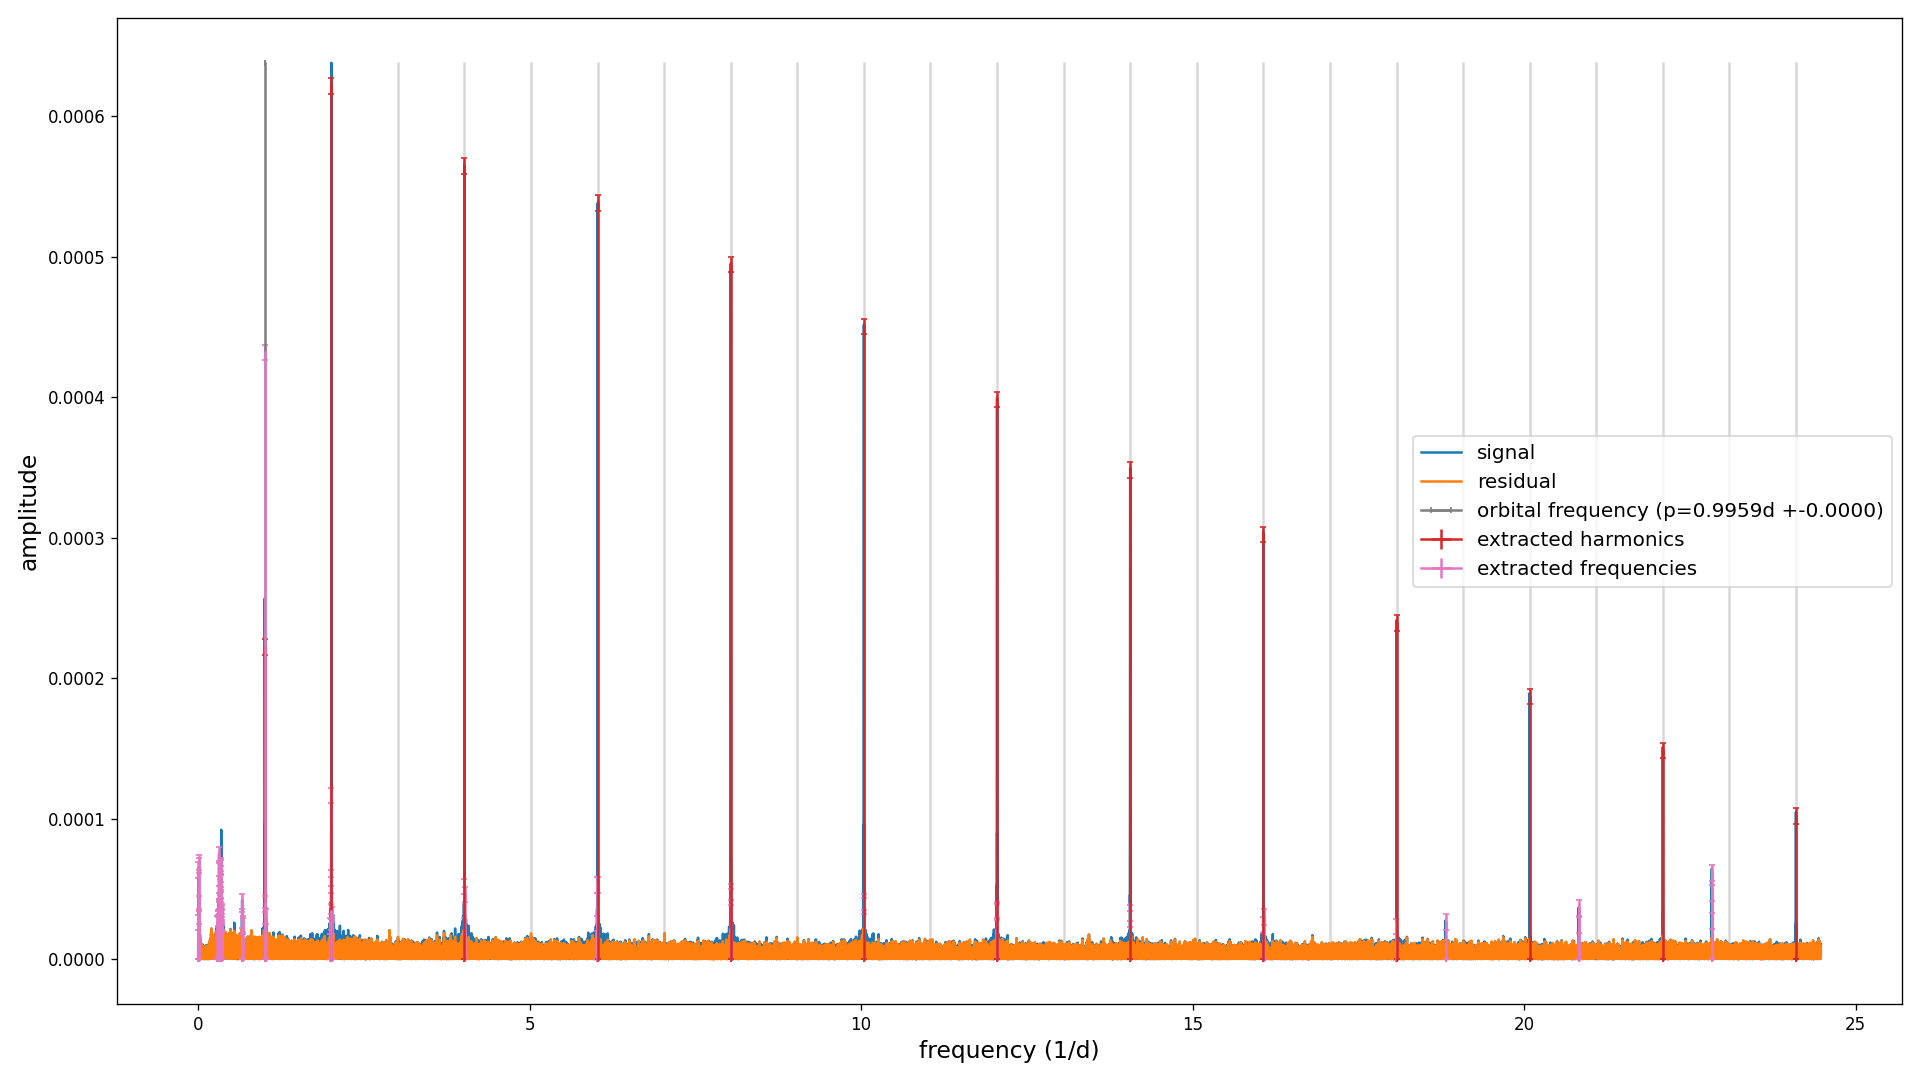 0.0006
0.0005
0.0004
0.0003
0.0002
0.0001
0.0000
amplitude
signal
residual
orbital frequency (p=0.9959d +-0.0000)
extracted harmonics
extracted frequencies
0 5 10 15 20 25
frequency (1/d)